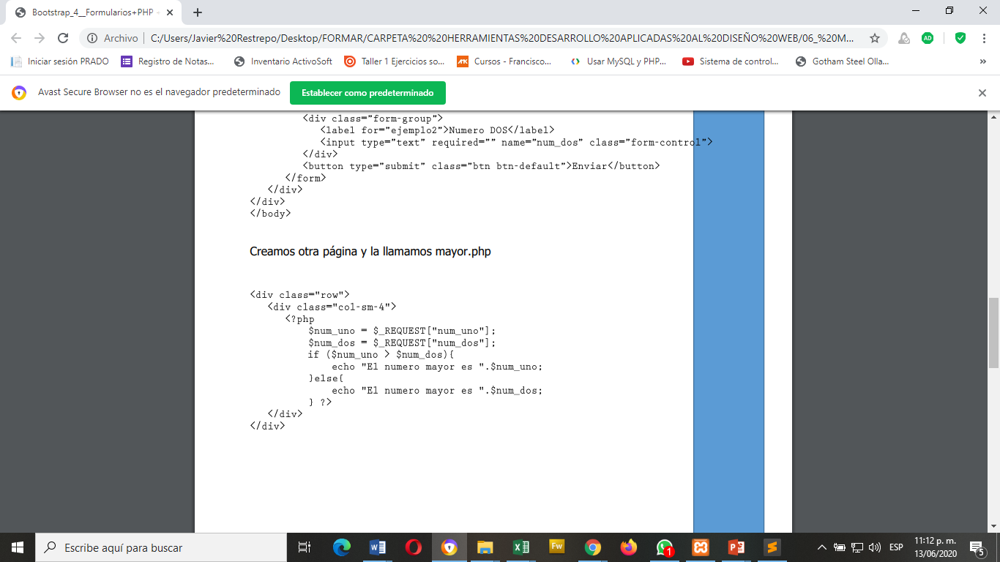 Bootstrap_4__Formularios+PHP
Archivo C:/Users/Javier%20Restrepo/Desktop/FORMAR/CARPETA%20%20HERRAMIENTAS%20DESARROLLO%20APLICADAS%20AL%20DISEÑO%20WEB/06_%20M...
AD
Iniciar sesión PRADO Registro de Notas... Inventario ActivoSoft Taller 1 Ejercicios so... Cursos - Francisco... Usar MySQL y PHP... Sistema de control... Gotham Steel Olla... »
Avast Secure Browser no es el navegador predeterminado Establecer como predeterminado
<div class=”form-group”>
<label for=”ejemplo2”>Numero DOS</label>
<input type=”text” required=”” name=”num_dos” class=”form-control”>
</div>
<button type=”submit” class=”btn btn-default”>Enviar</button>
</form>
</div>
</div>
</body>
Creamos otra página y la llamamos mayor.php
<div class="row">
<div class="col-sm-4">
<?php
$num_uno = $_REQUEST["num_uno"];
$num_dos = $_REQUEST["num_dos"];
if ($num_uno > $num_dos){
echo "El numero mayor es ".$num_uno;
}else{
echo "El numero mayor es ".$num_dos;
} ?>
</div>
</div>
Escribe aquí para buscar
Fw
1
ESP
11:12 p. m.
13/06/2020
5